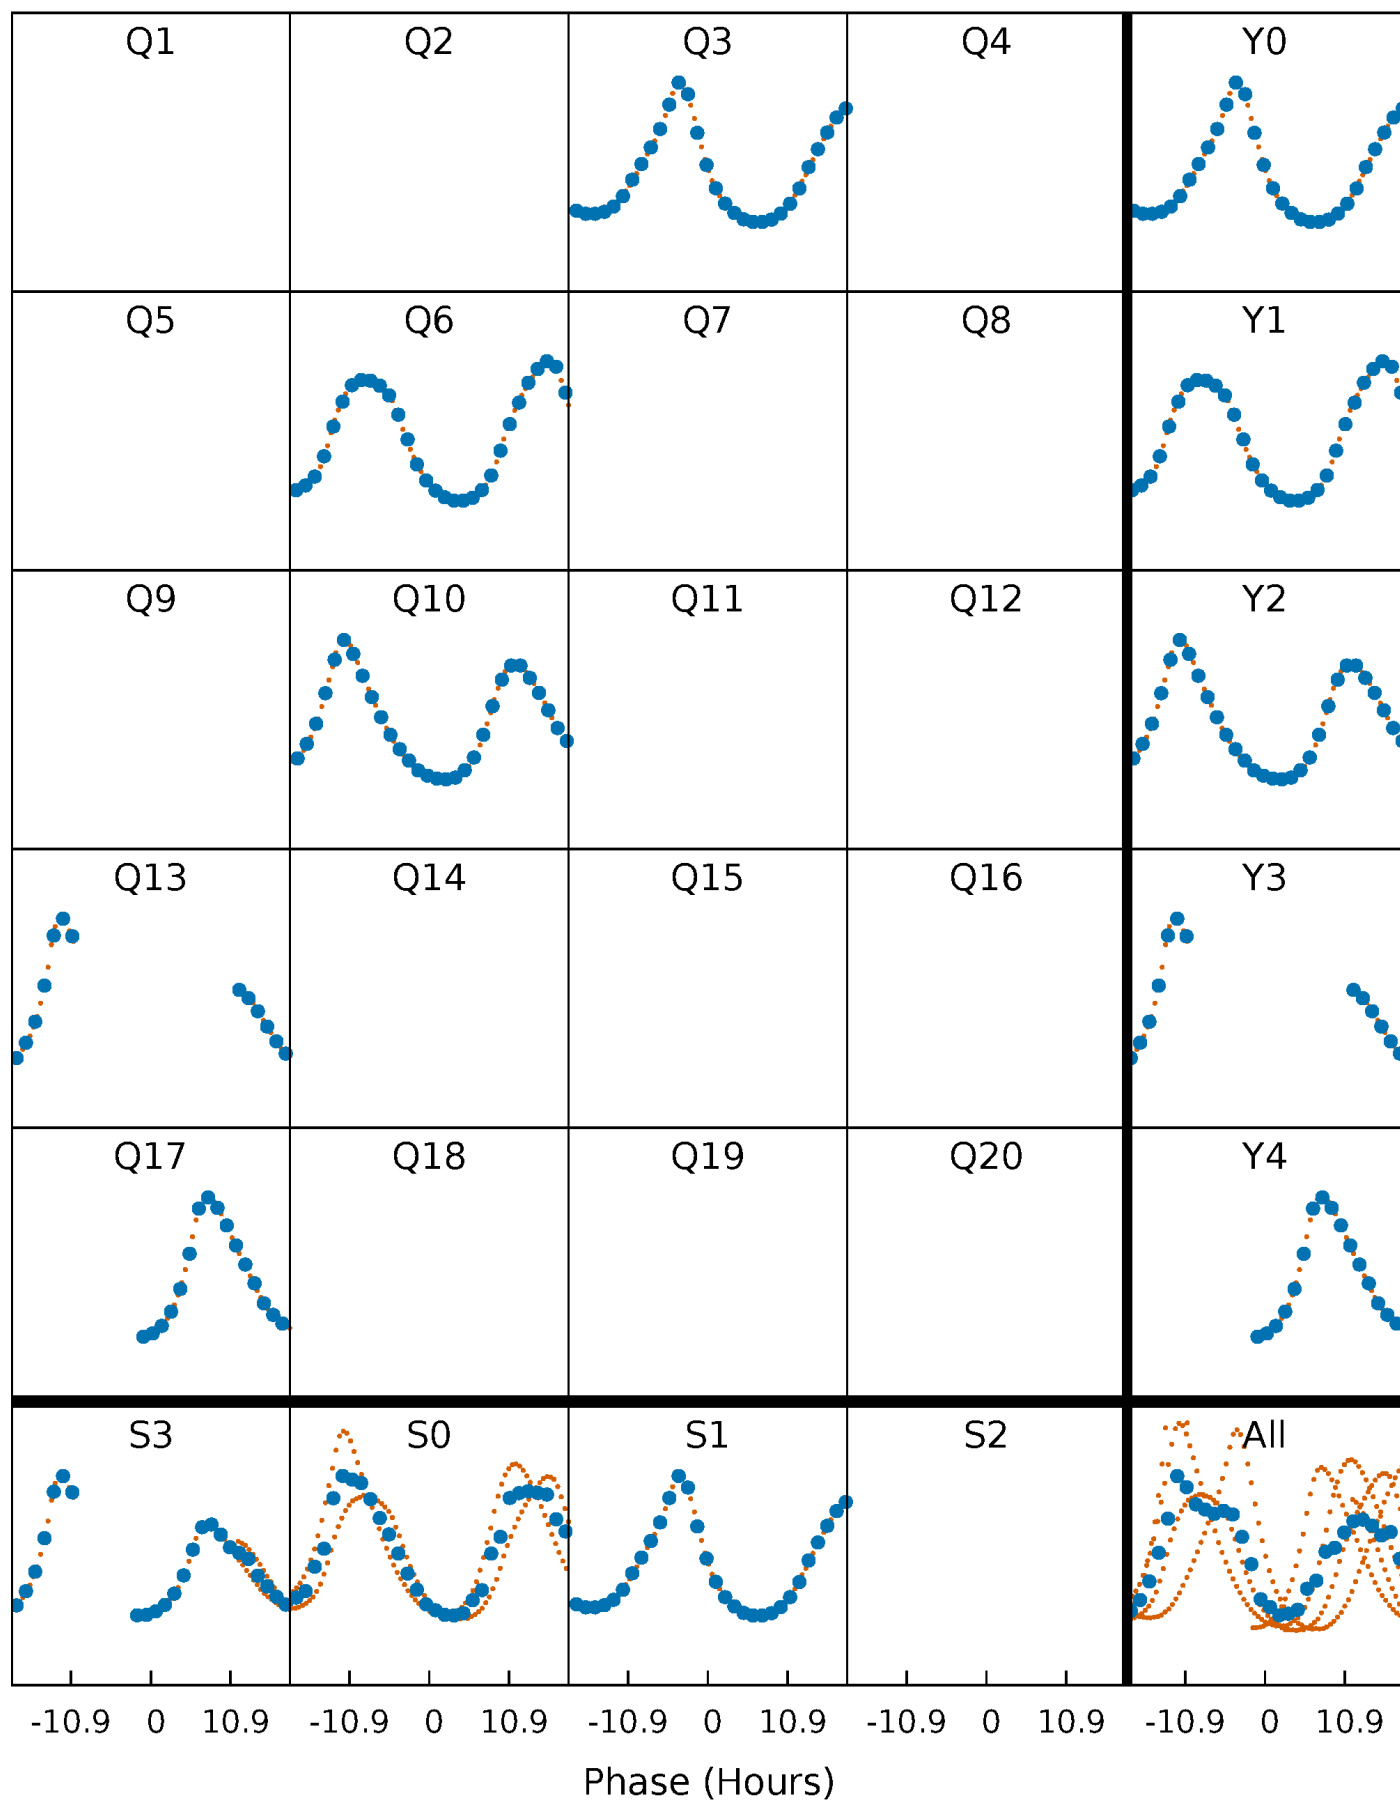 Q1 Q2 Q3 Q4 Y0
Q5 Q6 Q7 Q8 Y1
Q9 Q10 Q11 Q12 Y2
Q13 Q14 Q15 Q16 Y3
Q17 Q18 Q19 Q20 Y4
S3 S0 S1 S2 All
-10.9 0 10.9 -10.9 0 10.9 -10.9 0 10.9 -10.9 0 10.9 -10.9 0 10.9
Phase (Hours)